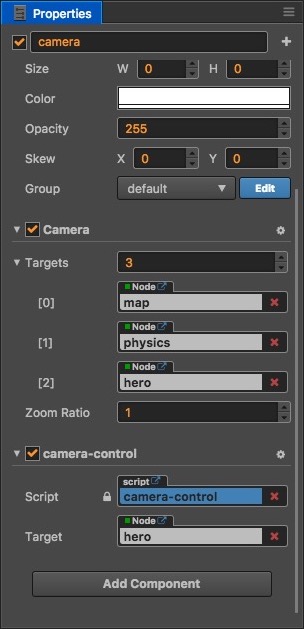 Properties
camera
Size W 0 H 0
Color
Opacity 255
Skew X 0 Y 0
Group default Edit
Camera
Targets 3
Node
[0] map
Node
[1] physics
Node
[2] hero
Zoom Ratio 1
camera-control
script
Script camera-control
Node
Target hero
Add Component